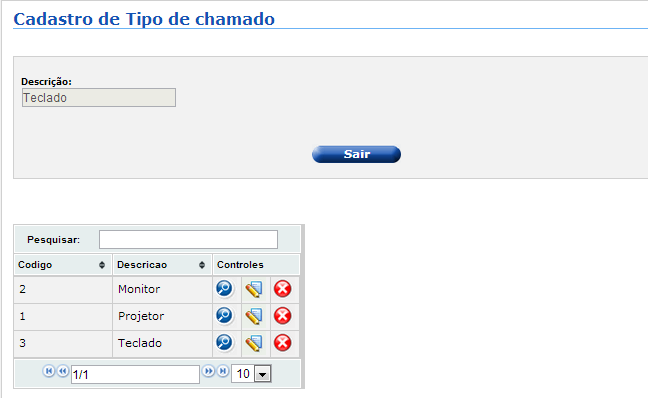 Cadastro de Tipo de chamado
Descrição:
Teclado
Sair
Pesquisar:
Codigo Descricao Controles
2 Monitor
1 Projetor
3 Teclado
1/1 10